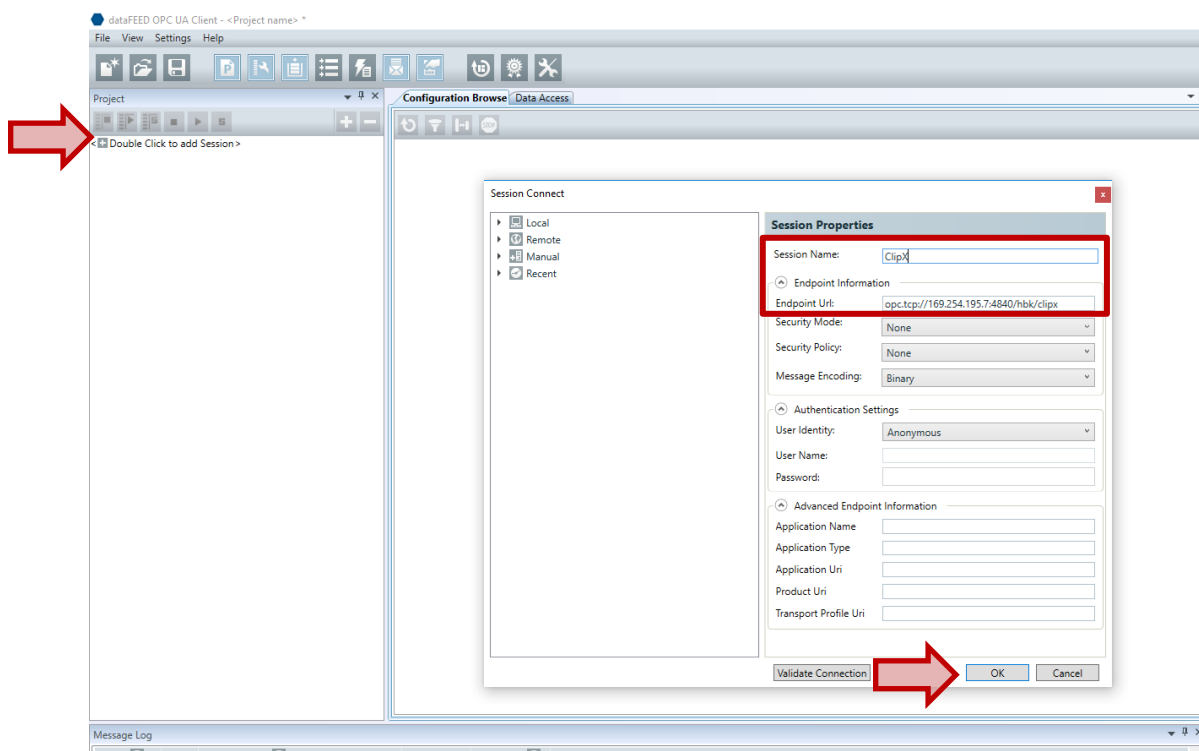 dataFEED OPC UA Client - <Project name> *
File View Settings Help
Project
Configuration Browse Data Access
<Double Click to add Session>
STOP
Session Connect
Local
Remote
Manual
Recent
Session Properties
Session Name: ClipX
Endpoint Information
Endpoint Url: opc.tcp://169.254.195.7:4840/hbk/clipx
Security Mode: None
Security Policy: None
Message Encoding: Binary
Authentication Settings
User Identity: Anonymous
User Name:
Password:
Advanced Endpoint Information
Application Name
Application Type
Application Uri
Product Uri
Transport Profile Uri
Validate Connection OK Cancel
Message Log